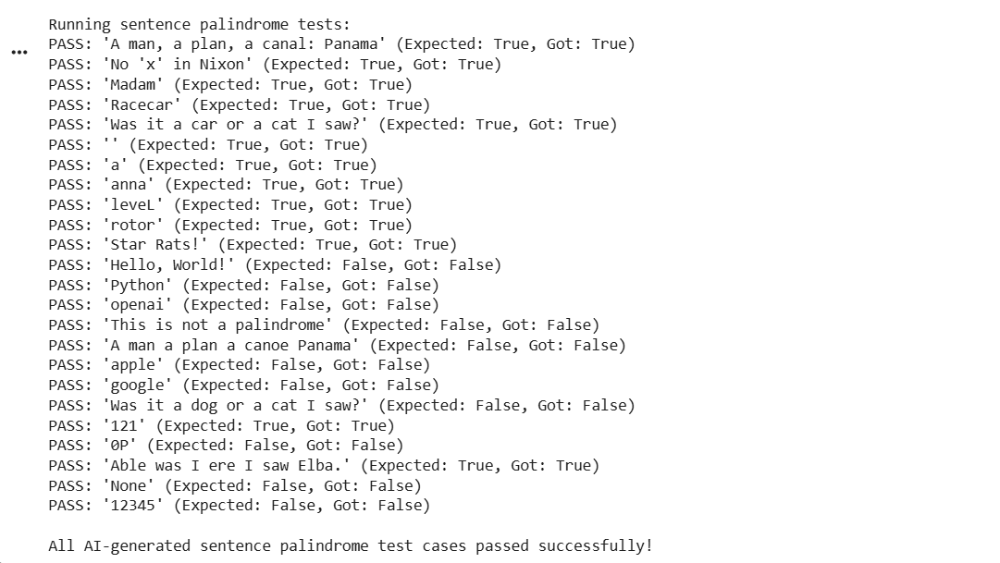 Running sentence palindrome tests:
PASS: 'A man, a plan, a canal: Panama' (Expected: True, Got: True)
PASS: 'No 'x' in Nixon' (Expected: True, Got: True)
PASS: 'Madam' (Expected: True, Got: True)
PASS: 'Racecar' (Expected: True, Got: True)
PASS: 'Was it a car or a cat I saw?' (Expected: True, Got: True)
PASS: '' (Expected: True, Got: True)
PASS: 'a' (Expected: True, Got: True)
PASS: 'anna' (Expected: True, Got: True)
PASS: 'leveL' (Expected: True, Got: True)
PASS: 'rotor' (Expected: True, Got: True)
PASS: 'Star Rats!' (Expected: True, Got: True)
PASS: 'Hello, World!' (Expected: False, Got: False)
PASS: 'Python' (Expected: False, Got: False)
PASS: 'openai' (Expected: False, Got: False)
PASS: 'This is not a palindrome' (Expected: False, Got: False)
PASS: 'A man a plan a canoe Panama' (Expected: False, Got: False)
PASS: 'apple' (Expected: False, Got: False)
PASS: 'google' (Expected: False, Got: False)
PASS: 'Was it a dog or a cat I saw?' (Expected: False, Got: False)
PASS: '121' (Expected: True, Got: True)
PASS: '0P' (Expected: False, Got: False)
PASS: 'Able was I ere I saw Elba.' (Expected: True, Got: True)
PASS: 'None' (Expected: False, Got: False)
PASS: '12345' (Expected: False, Got: False)
All AI-generated sentence palindrome test cases passed successfully!